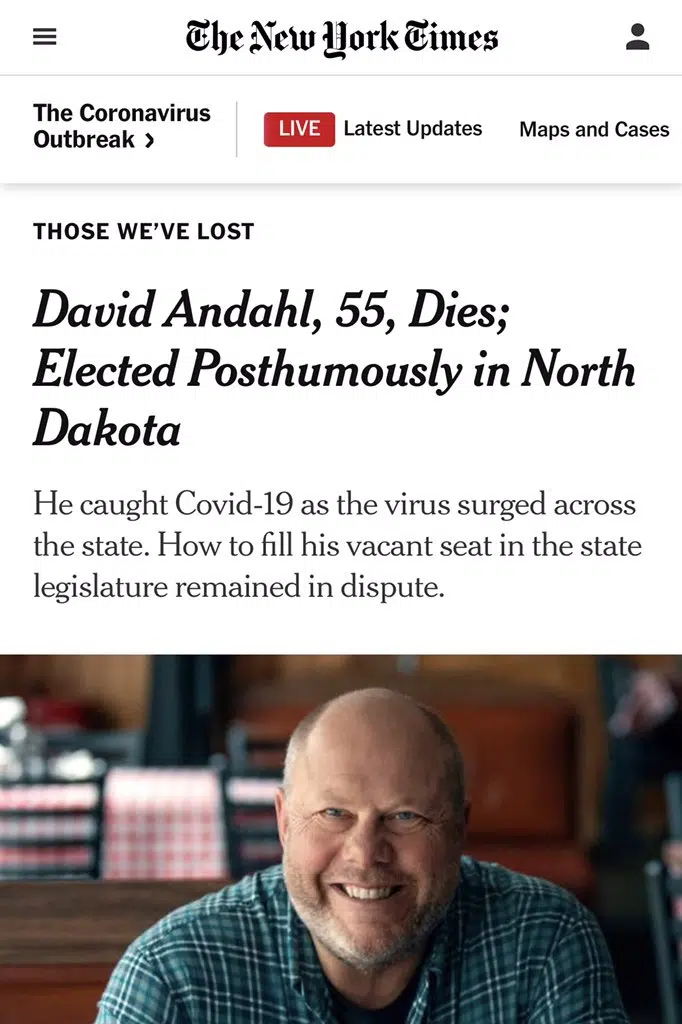 The New York Times
The Coronavirus
Outbreak ›
LIVE Latest Updates Maps and Cases
THOSE WE’VE LOST
David Andahl, 55, Dies;
Elected Posthumously in North
Dakota
He caught Covid-19 as the virus surged across
the state. How to fill his vacant seat in the state
legislature remained in dispute.